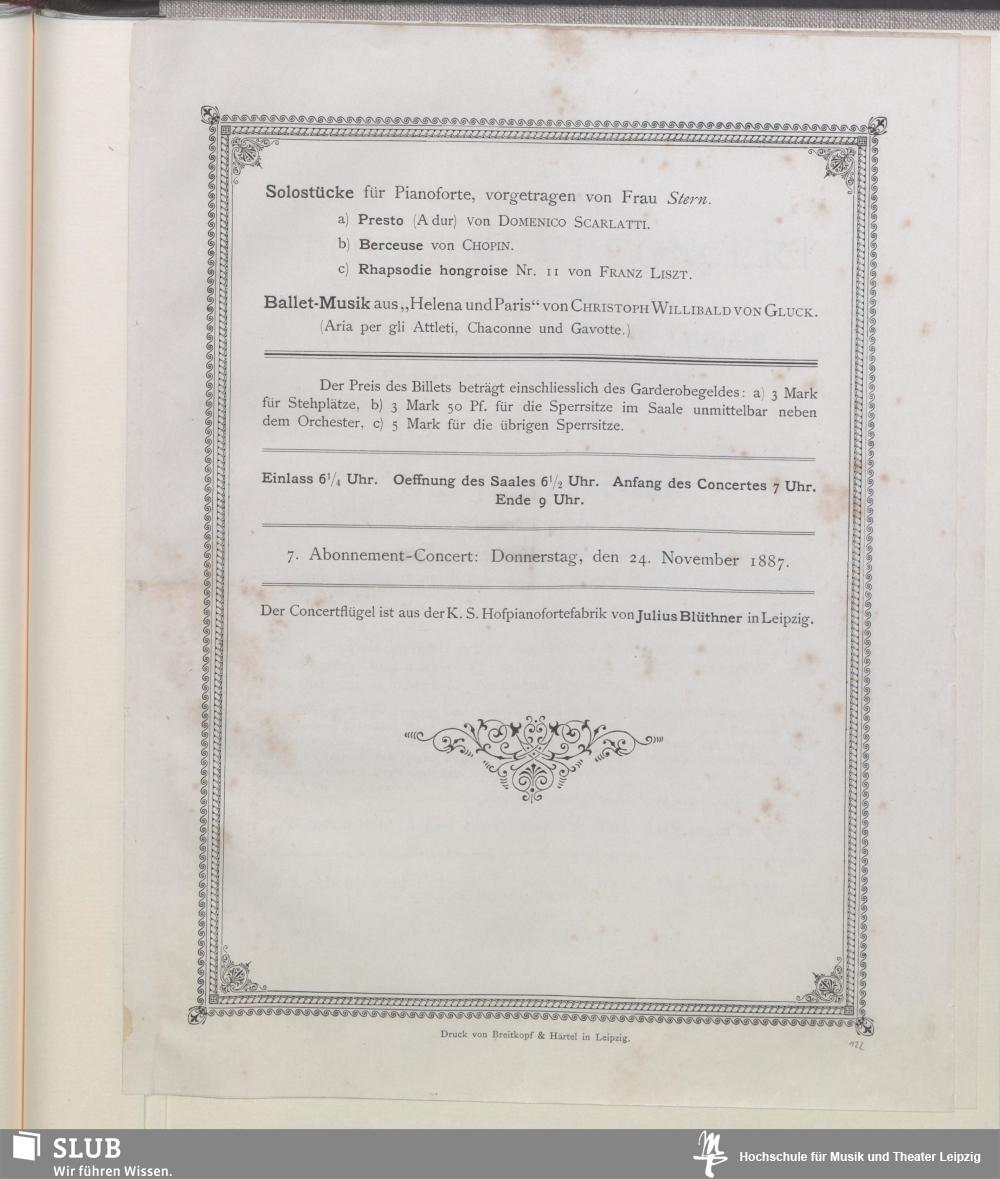 Solostücke für Pianoforte, vorgetragen von Frau Stern.
a) Presto (A dur) von DOMENICO SCARLATTI.
b) Berceuse von CHOPIN.
c) Rhapsodie hongroise Nr. 11 von FRANZ LISZT.
Ballet-Musik aus „Helena und Paris“ von CHRISTOPH WILLIBALD VON GLUCK.
(Aria per gli Attleti, Chaconne und Gavotte.)
Der Preis des Billets beträgt einschliesslich des Garderobegeldes: a) 3 Mark
für Stehplätze, b) 3 Mark 50 Pf. für die Sperrsitze im Saale unmittelbar neben
dem Orchester, c) 5 Mark für die übrigen Sperrsitze.
Einlass 6¹/₄ Uhr. Oeffnung des Saales 6¹/₂ Uhr. Anfang des Concertes 7 Uhr.
Ende 9 Uhr.
7. Abonnement-Concert: Donnerstag, den 24. November 1887.
Der Concertflügel ist aus der K. S. Hofpianofortefabrik von Julius Blüthner in Leipzig.
Druck von Breitkopf & Härtel in Leipzig.
122
SLUB
Wir führen Wissen.
Hochschule für Musik und Theater Leipzig